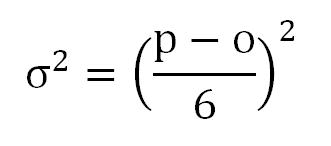 σ² = ((p − o)/6)²